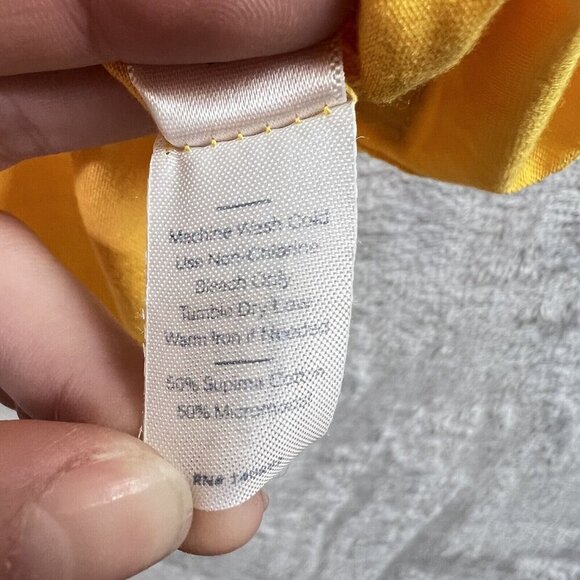 Machine Wash Cold
Use Non-Chlorine
Bleach Only
Tumble Dry Low
Warm Iron if Needed
50% Supima Cotton
50% Micromodal
RN#